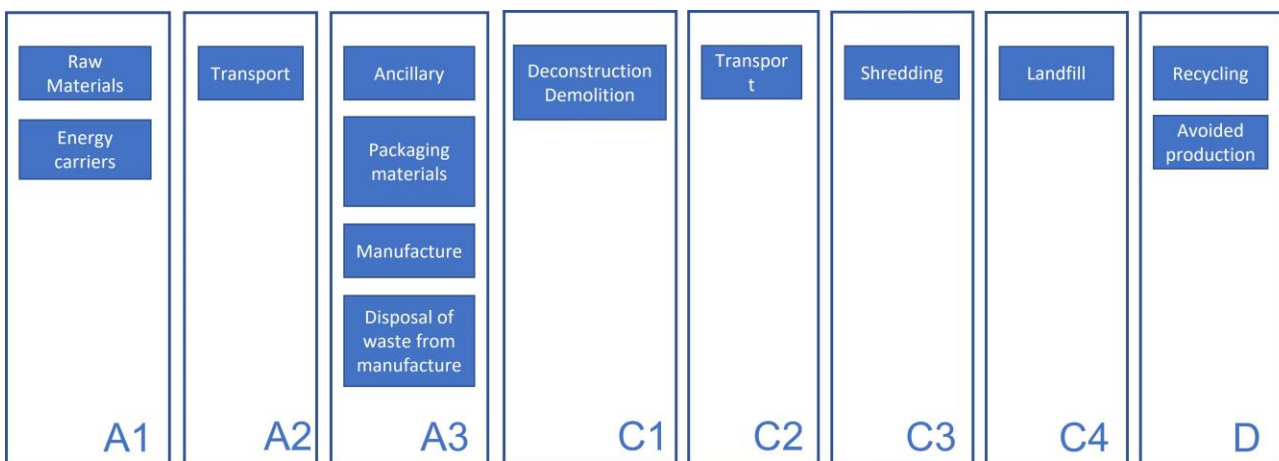 Raw
Materials
Energy
carriers
A1
Transport
A2
Ancillary
Packaging
materials
Manufacture
Disposal of
waste from
manufacture
A3
Deconstruction
Demolition
C1
Transpor
t
C2
Shredding
C3
Landfill
C4
Recycling
Avoided
production
D